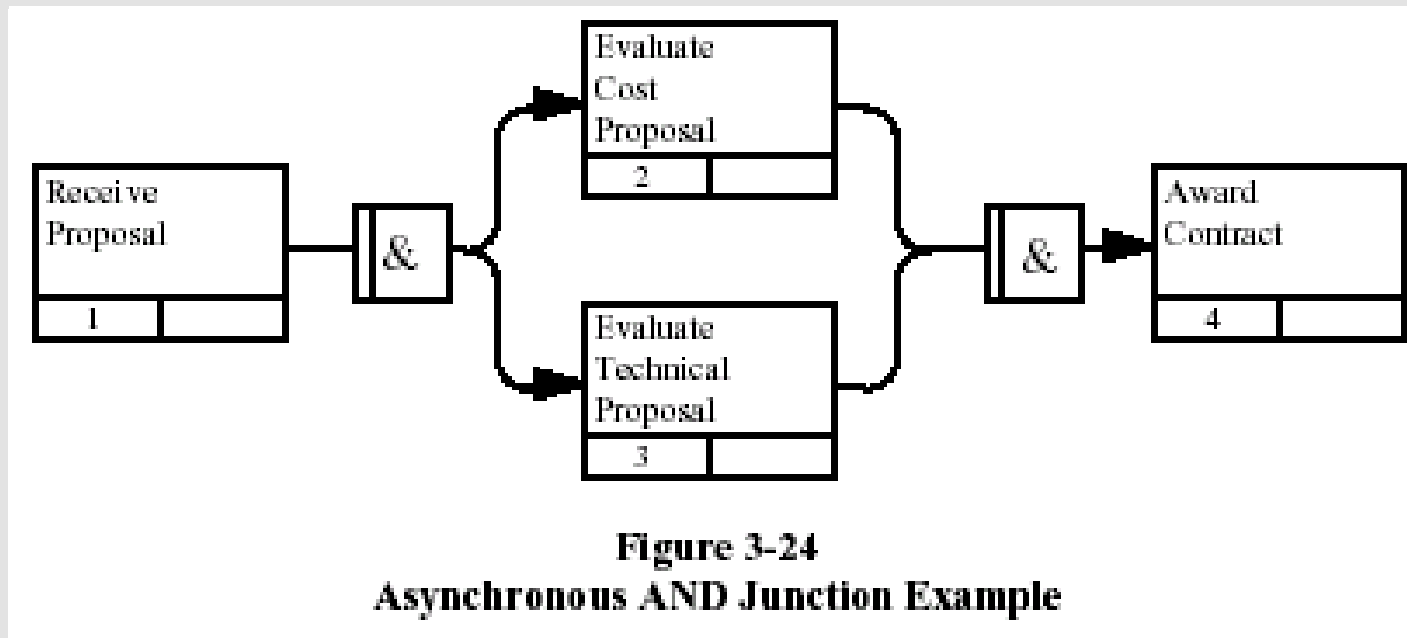 Receive
Proposal
1
&
Evaluate
Cost
Proposal
2
Evaluate
Technical
Proposal
3
&
Award
Contract
4
Figure 3-24
Asynchronous AND Junction Example